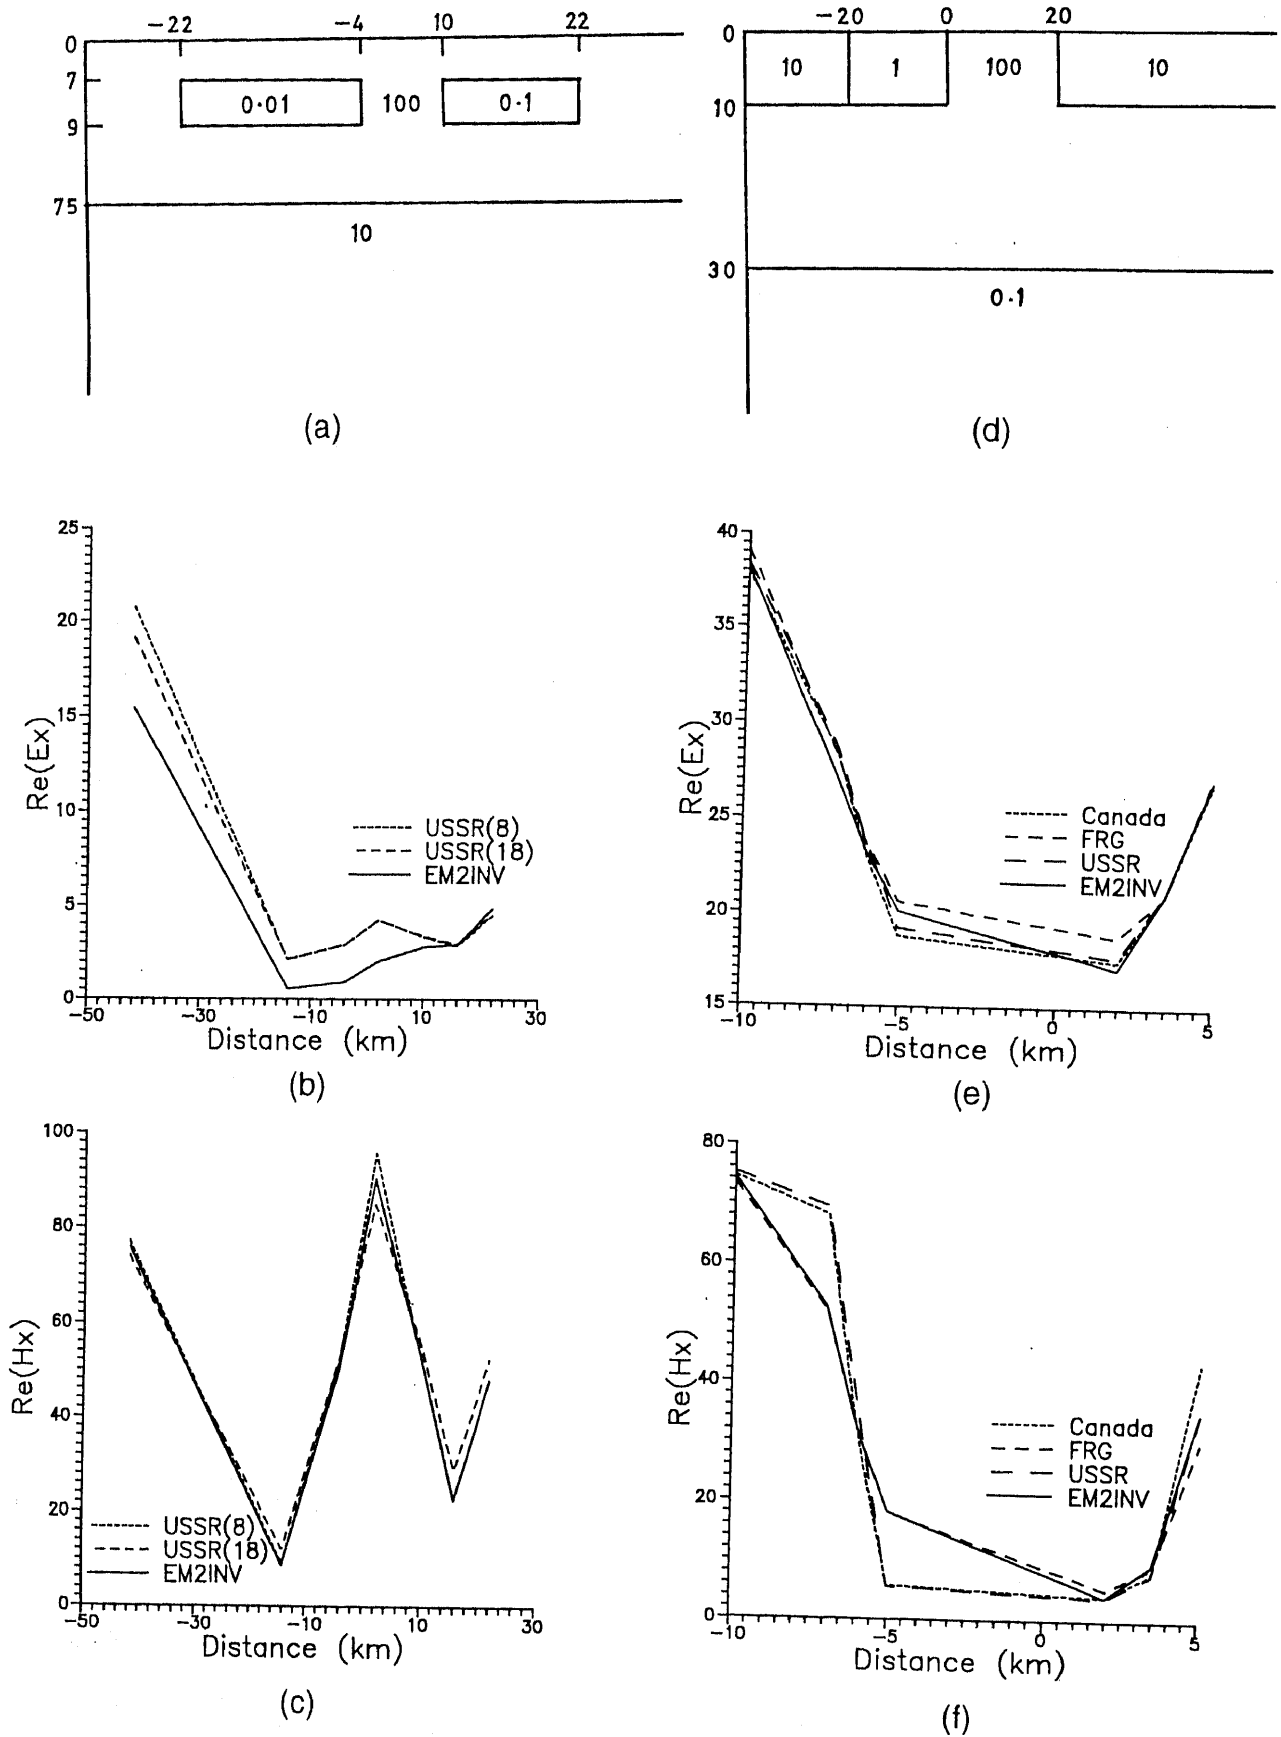 -22 -4 10 22
0
7
0·01 100 0·1
9
75
10
(a)
-20 0 20
0
10 1 100 10
10
30
0·1
(d)
25
20
15
10
5
0
Re(Ex)
USSR(8)
USSR(18)
EM2INV
-50 -30 -10 10 30
Distance (km)
(b)
40
35
30
25
20
15
Re(Ex)
Canada
FRG
USSR
EM2INV
-10 -5 0 5
Distance (km)
(e)
100
80
60
40
20
0
Re(Hx)
USSR(8)
USSR(18)
EM2INV
-50 -30 -10 10 30
Distance (km)
(c)
80
60
40
20
0
Re(Hx)
Canada
FRG
USSR
EM2INV
-10 -5 0 5
Distance (km)
(f)